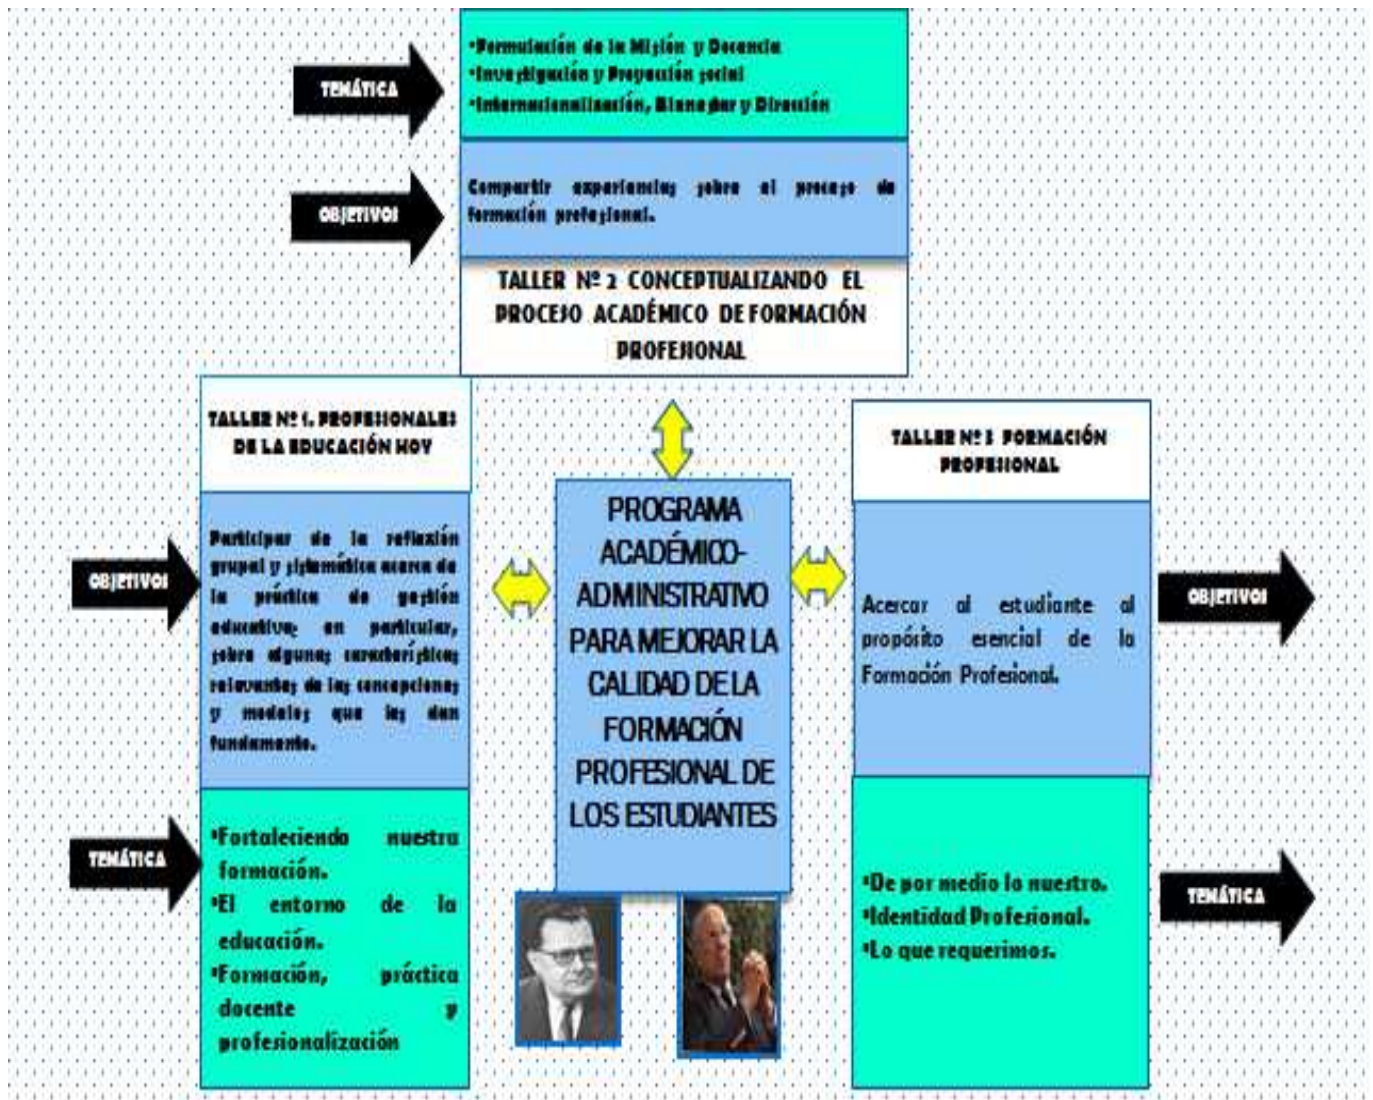 TEMÁTICA
•Formulación de la Misión y Docencia
•Investigación y Proyección social
•Internacionalización, Bienestar y Dirección
OBJETIVOS
Compartir experiencias sobre el proceso de
formación profesional.
TALLER Nº 2 CONCEPTUALIZANDO EL
PROCESO ACADÉMICO DE FORMACIÓN
PROFESIONAL
TALLER Nº 1. PROFESIONALES
DE LA EDUCACIÓN HOY
OBJETIVOS
Participar de la reflexión
grupal y sistemática acerca de
la práctica de gestión
educativa; en particular,
sobre algunas características
relevantes de las concepciones
y modelos que les dan
fundamento.
TEMÁTICA
•Fortaleciendo nuestra
formación.
•El entorno de la
educación.
•Formación, práctica
docente y
profesionalización
PROGRAMA
ACADÉMICO-
ADMINISTRATIVO
PARA MEJORAR LA
CALIDAD DE LA
FORMACIÓN
PROFESIONAL DE
LOS ESTUDIANTES
TALLER Nº 3 FORMACIÓN
PROFESIONAL
Acercar al estudiante al
propósito esencial de la
Formación Profesional.
OBJETIVOS
•De por medio lo nuestro.
•Identidad Profesional.
•Lo que requerimos.
TEMÁTICA